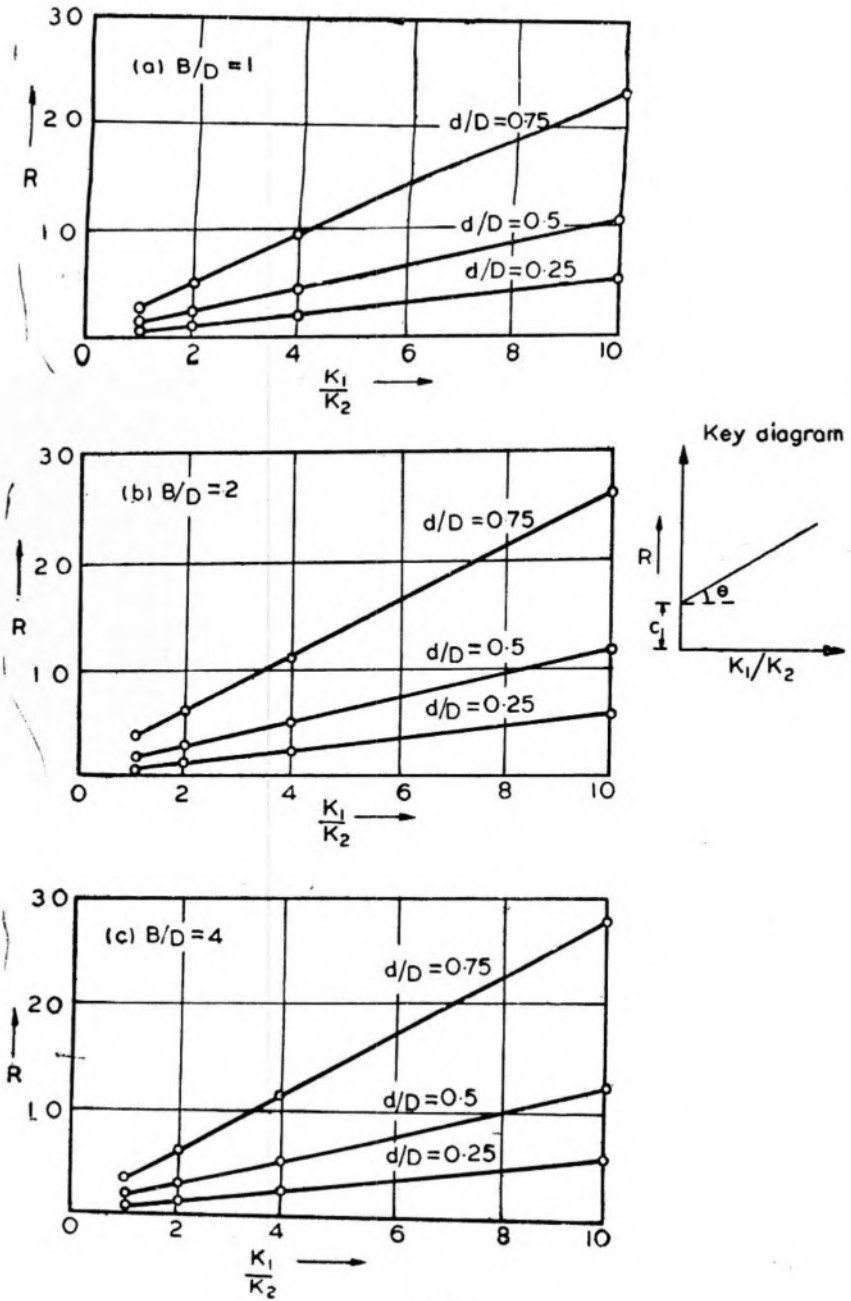 30
(a) B/D = 1
d/D = 0.75
20
R
d/D = 0.5
10
d/D = 0.25
0 2 4 6 8 10
K₁
K₂
30
(b) B/D = 2
d/D = 0.75
20
R
d/D = 0.5
10
d/D = 0.25
0 2 4 6 8 10
K₁
K₂
Key diagram
R
θ
C
K₁/K₂
30
(c) B/D = 4
d/D = 0.75
20
R
d/D = 0.5
10
d/D = 0.25
0 2 4 6 8 10
K₁
K₂